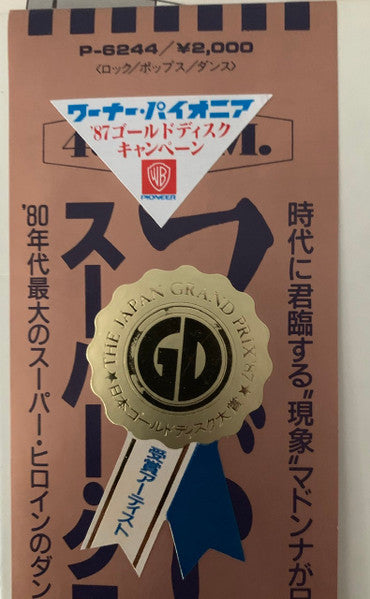 P-6244/¥2,000
〈ロック/ポップス/ダンス〉
ワーナー・パイオニア
'87ゴールドディスク
キャンペーン
WB
PIONEER
時代に君臨する"現象"マドンナが
スーパー・
'80年代最大のスーパー・ヒロインのダン
★THE JAPAN GRAND PRIX '87★
GD
日本ゴールドディスク大賞
受賞アーティスト